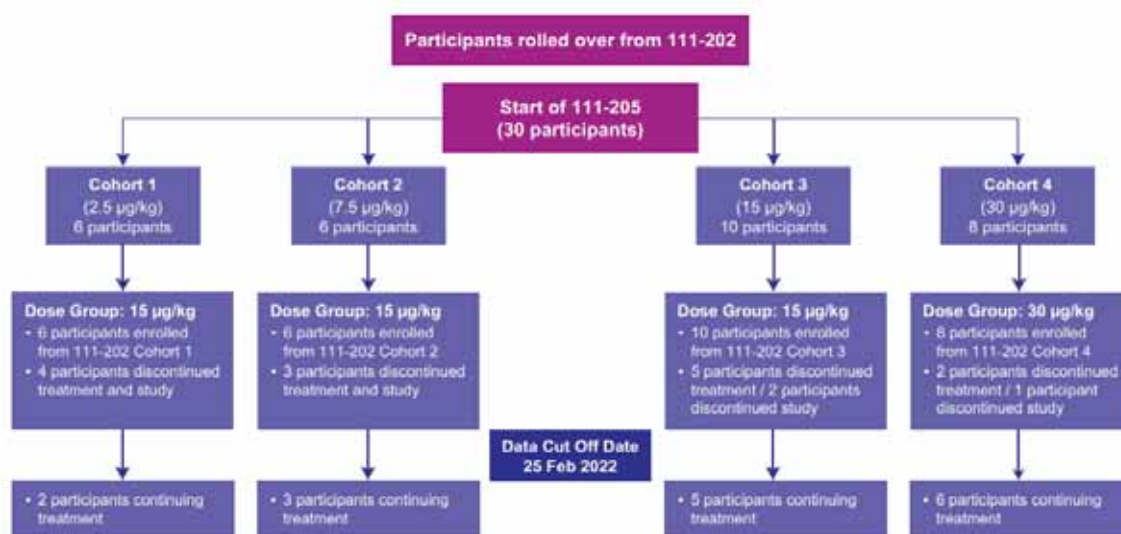 Participants rolled over from 111-202
Start of 111-205
(30 participants)
Cohort 1
(2.5 µg/kg)
6 participants
Cohort 2
(7.5 µg/kg)
6 participants
Cohort 3
(15 µg/kg)
10 participants
Cohort 4
(30 µg/kg)
8 participants
Dose Group: 15 µg/kg
• 6 participants enrolled
from 111-202 Cohort 1
• 4 participants discontinued
treatment and study
Dose Group: 15 µg/kg
• 6 participants enrolled
from 111-202 Cohort 2
• 3 participants discontinued
treatment and study
Dose Group: 15 µg/kg
• 10 participants enrolled
from 111-202 Cohort 3
• 5 participants discontinued
treatment / 2 participants
discontinued study
Dose Group: 30 µg/kg
• 8 participants enrolled
from 111-202 Cohort 4
• 2 participants discontinued
treatment / 1 participant
discontinued study
Data Cut Off Date
25 Feb 2022
• 2 participants continuing
treatment
• 3 participants continuing
treatment
• 5 participants continuing
treatment
• 6 participants continuing
treatment